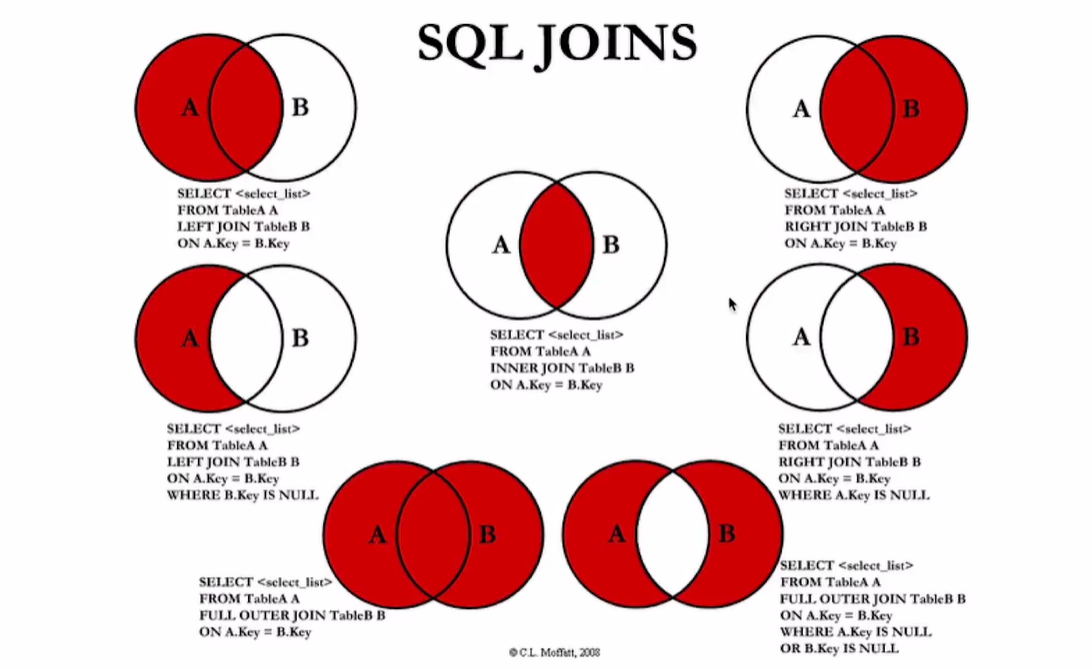 SQL JOINS
A B
SELECT <select_list>
FROM TableA A
LEFT JOIN TableB B
ON A.Key = B.Key
A B
SELECT <select_list>
FROM TableA A
RIGHT JOIN TableB B
ON A.Key = B.Key
A B
SELECT <select_list>
FROM TableA A
INNER JOIN TableB B
ON A.Key = B.Key
A B
SELECT <select_list>
FROM TableA A
LEFT JOIN TableB B
ON A.Key = B.Key
WHERE B.Key IS NULL
A B
SELECT <select_list>
FROM TableA A
RIGHT JOIN TableB B
ON A.Key = B.Key
WHERE A.Key IS NULL
A B
SELECT <select_list>
FROM TableA A
FULL OUTER JOIN TableB B
ON A.Key = B.Key
A B
SELECT <select_list>
FROM TableA A
FULL OUTER JOIN TableB B
ON A.Key = B.Key
WHERE A.Key IS NULL
OR B.Key IS NULL
© C.L. Moffatt, 2008